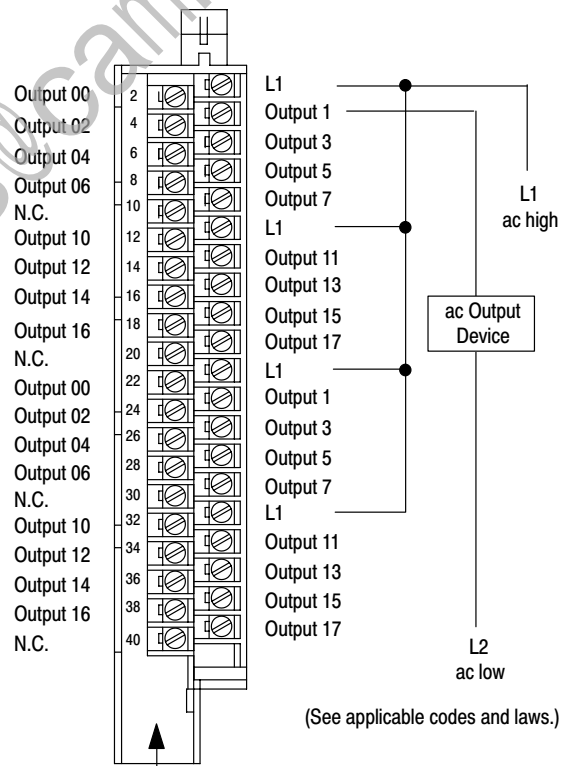 Output 00
Output 02
Output 04
Output 06
N.C.
Output 10
Output 12
Output 14
Output 16
N.C.
Output 00
Output 02
Output 04
Output 06
N.C.
Output 10
Output 12
Output 14
Output 16
N.C.
2
4
6
8
10
12
14
16
18
20
22
24
26
28
30
32
34
36
38
40
L1
Output 1
Output 3
Output 5
Output 7
L1
Output 11
Output 13
Output 15
Output 17
L1
Output 1
Output 3
Output 5
Output 7
L1
Output 11
Output 13
Output 15
Output 17
L1
ac high
ac Output
Device
L2
ac low
(See applicable codes and laws.)